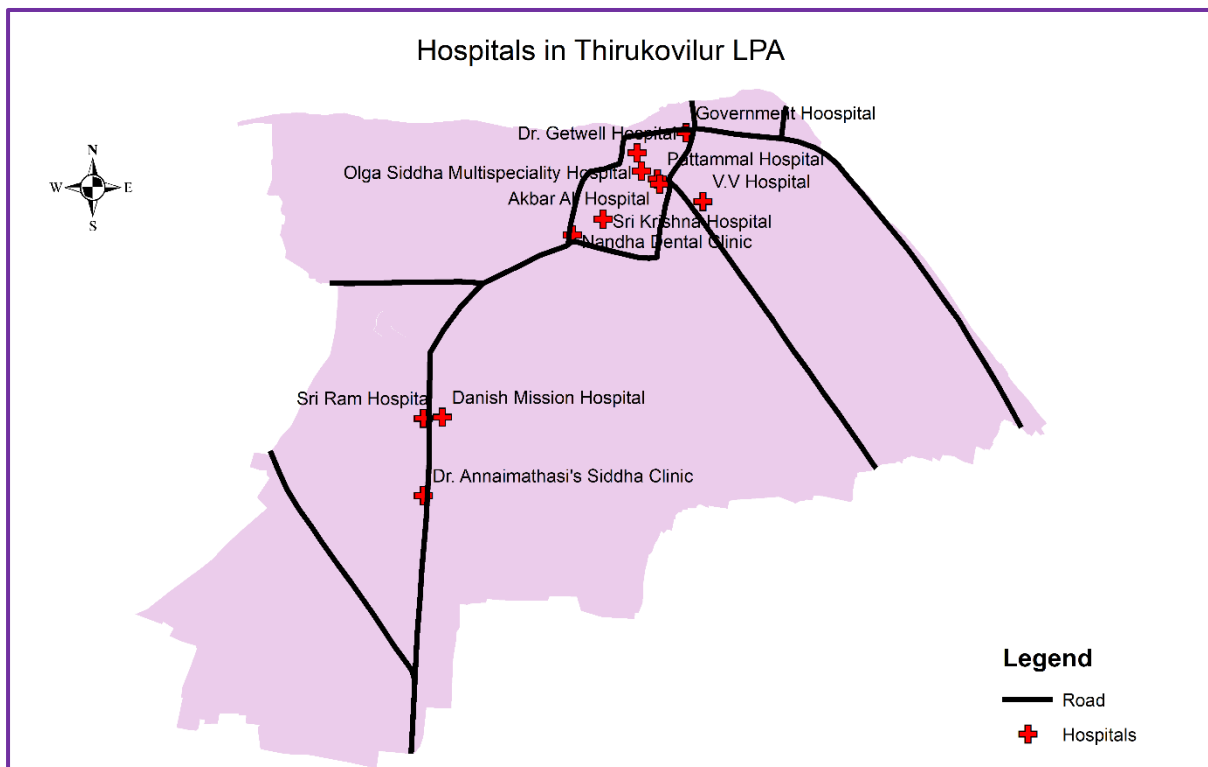 Hospitals in Thirukovilur LPA
N
W
E
S
Government Hoospital
Dr. Getwell Hospital
Pattammal Hospital
Olga Siddha Multispeciality Hospital
V.V Hospital
Akbar Ali Hospital
Sri Krishna Hospital
Nandha Dental Clinic
Sri Ram Hospital
Danish Mission Hospital
Dr. Annaimathasi's Siddha Clinic
Legend
Road
Hospitals